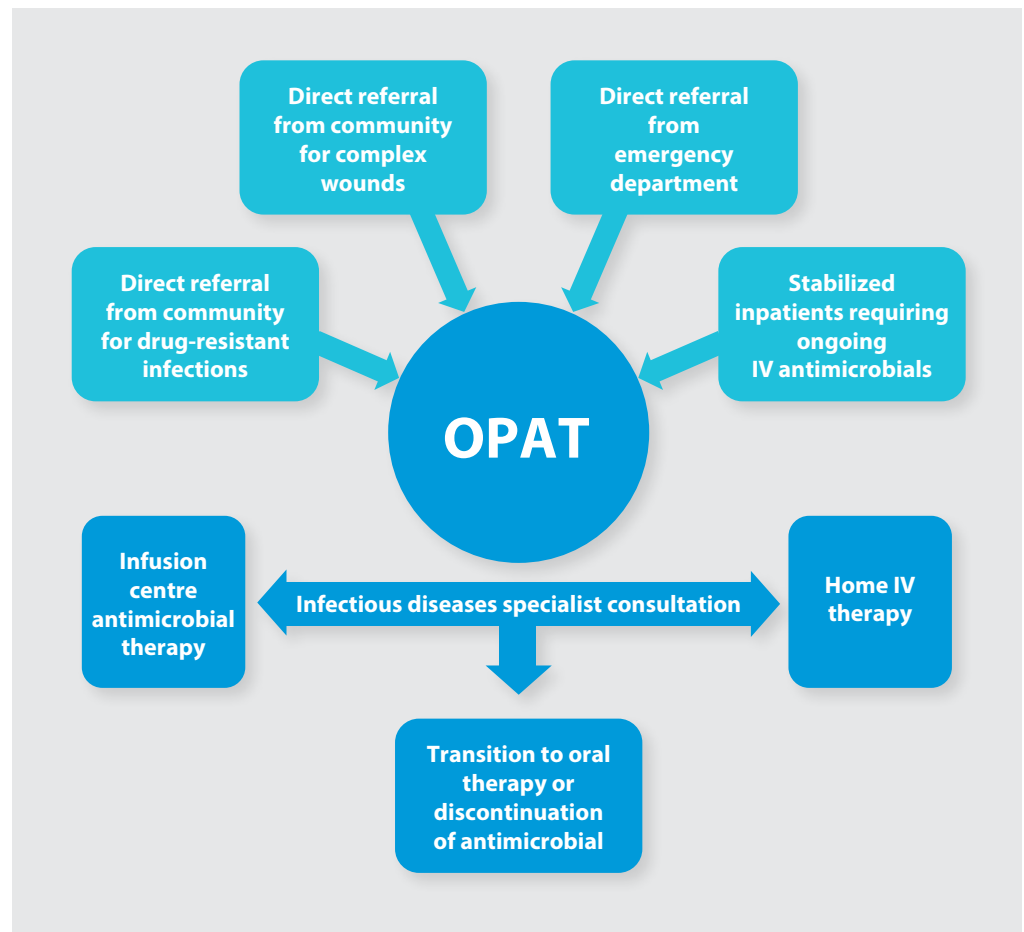 Direct referral
from community
for complex
wounds
Direct referral
from
emergency
department
Direct referral
from community
for drug-resistant
infections
Stabilized
inpatients requiring
ongoing
IV antimicrobials
OPAT
Infusion
centre
antimicrobial
therapy
Infectious diseases specialist consultation
Home IV
therapy
Transition to oral
therapy or
discontinuation
of antimicrobial